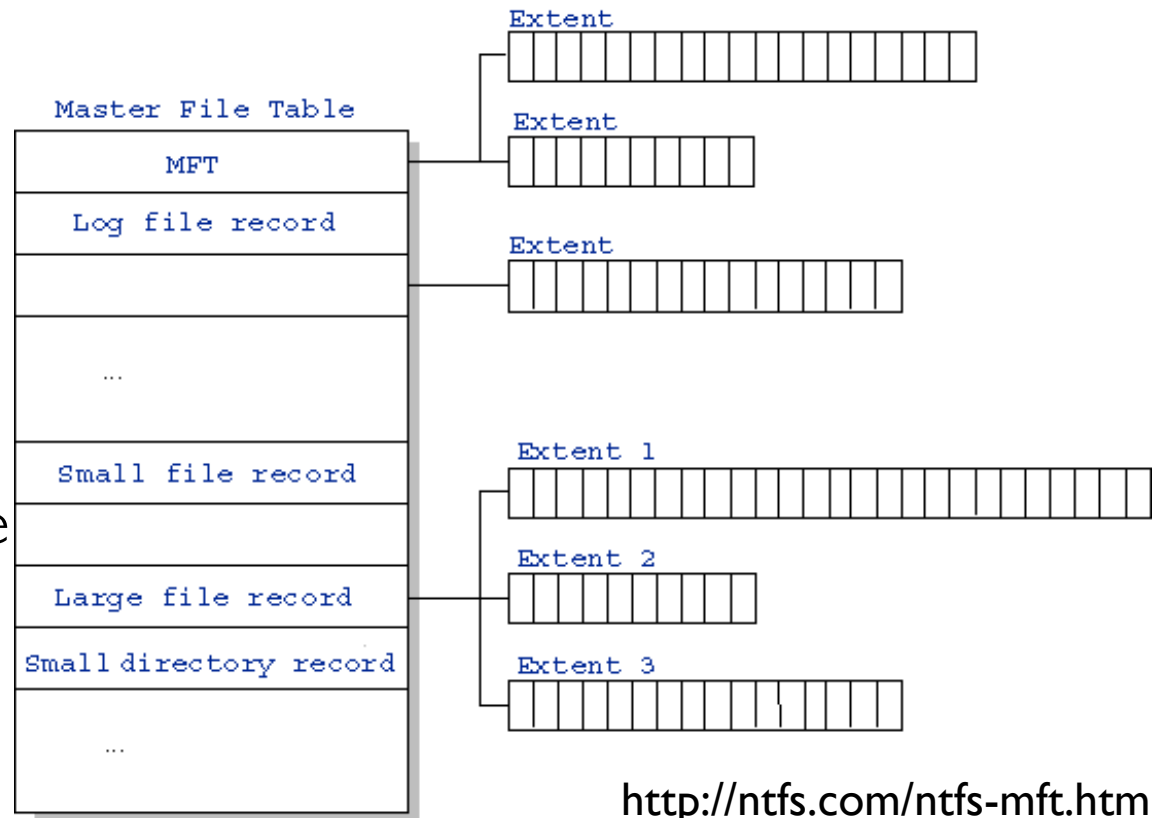 Extent
Master File Table
Extent
MFT
Log file record
Extent
...
Extent 1
Small file record
e
Extent 2
Large file record
Small directory record
Extent 3
...
http://ntfs.com/ntfs-mft.htm